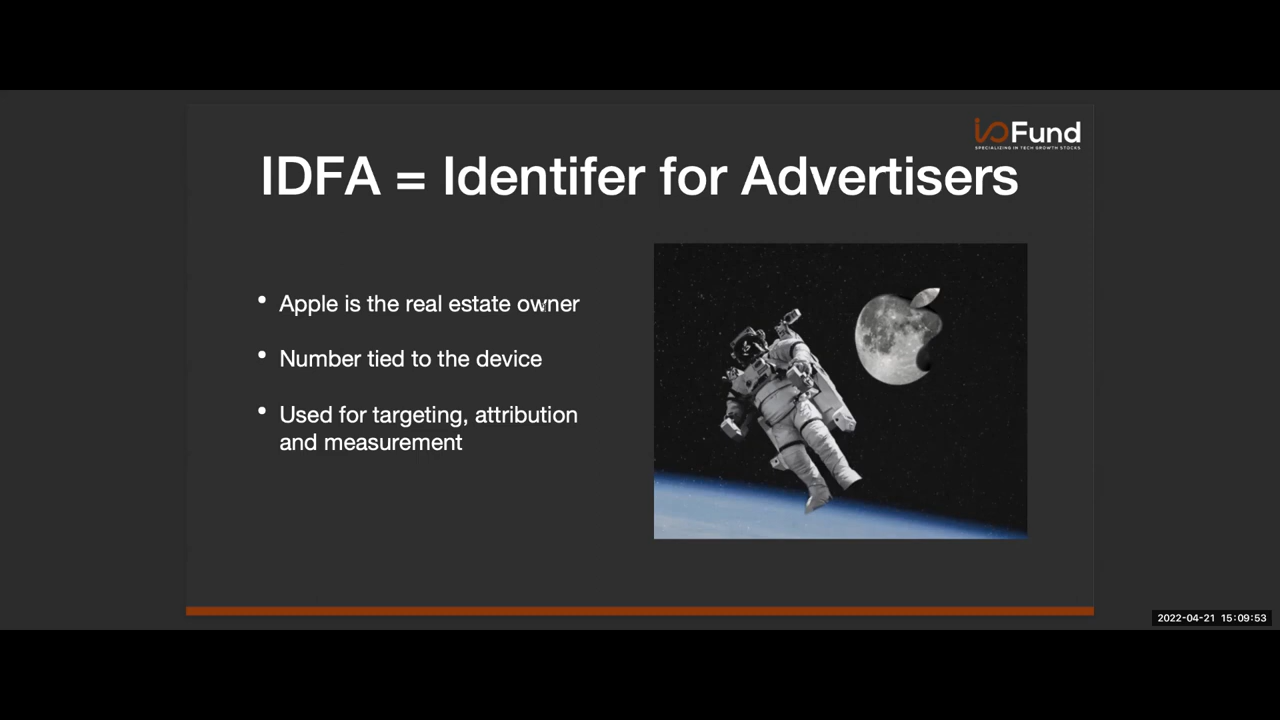 ioFund
SPECIALIZING IN TECH GROWTH STOCKS
IDFA = Identifer for Advertisers
• Apple is the real estate owner
• Number tied to the device
• Used for targeting, attribution
and measurement
2022-04-21 15:09:53